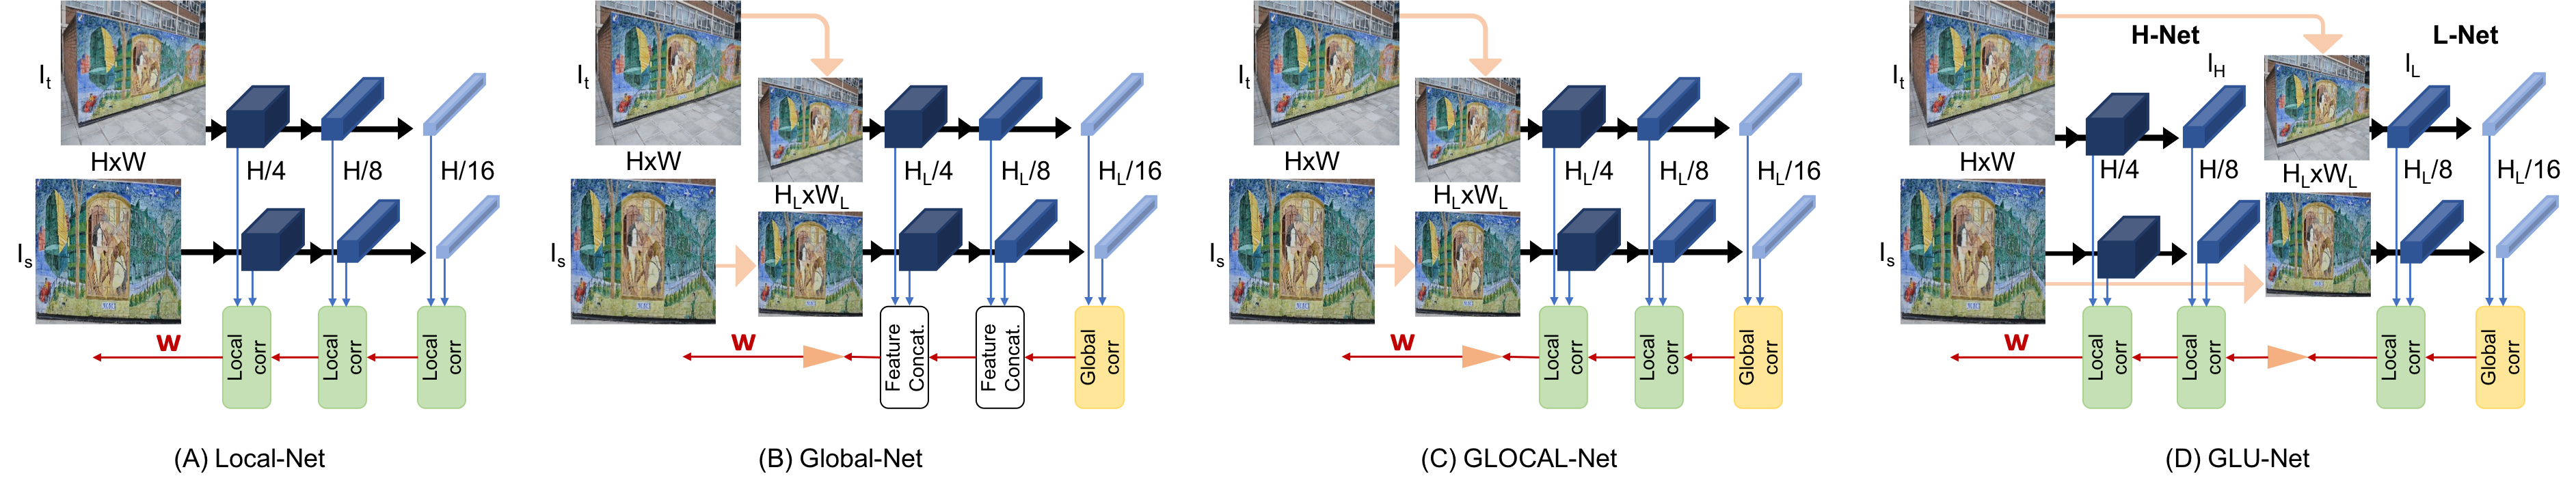 I_t
HxW
H/4 H/8 H/16
I_s
W
Local corr
Local corr
Local corr
(A) Local-Net
I_t
HxW
H_LxW_L
H_L/4 H_L/8 H_L/16
I_s
W
Feature Concat.
Feature Concat.
Global corr
(B) Global-Net
I_t
HxW
H_LxW_L
H_L/4 H_L/8 H_L/16
I_s
W
Local corr
Local corr
Global corr
(C) GLOCAL-Net
H-Net L-Net
I_t
I_H I_L
HxW
H/4 H/8
H_LxW_L
H_L/8 H_L/16
I_s
W
Local corr
Local corr
Local corr
Global corr
(D) GLU-Net